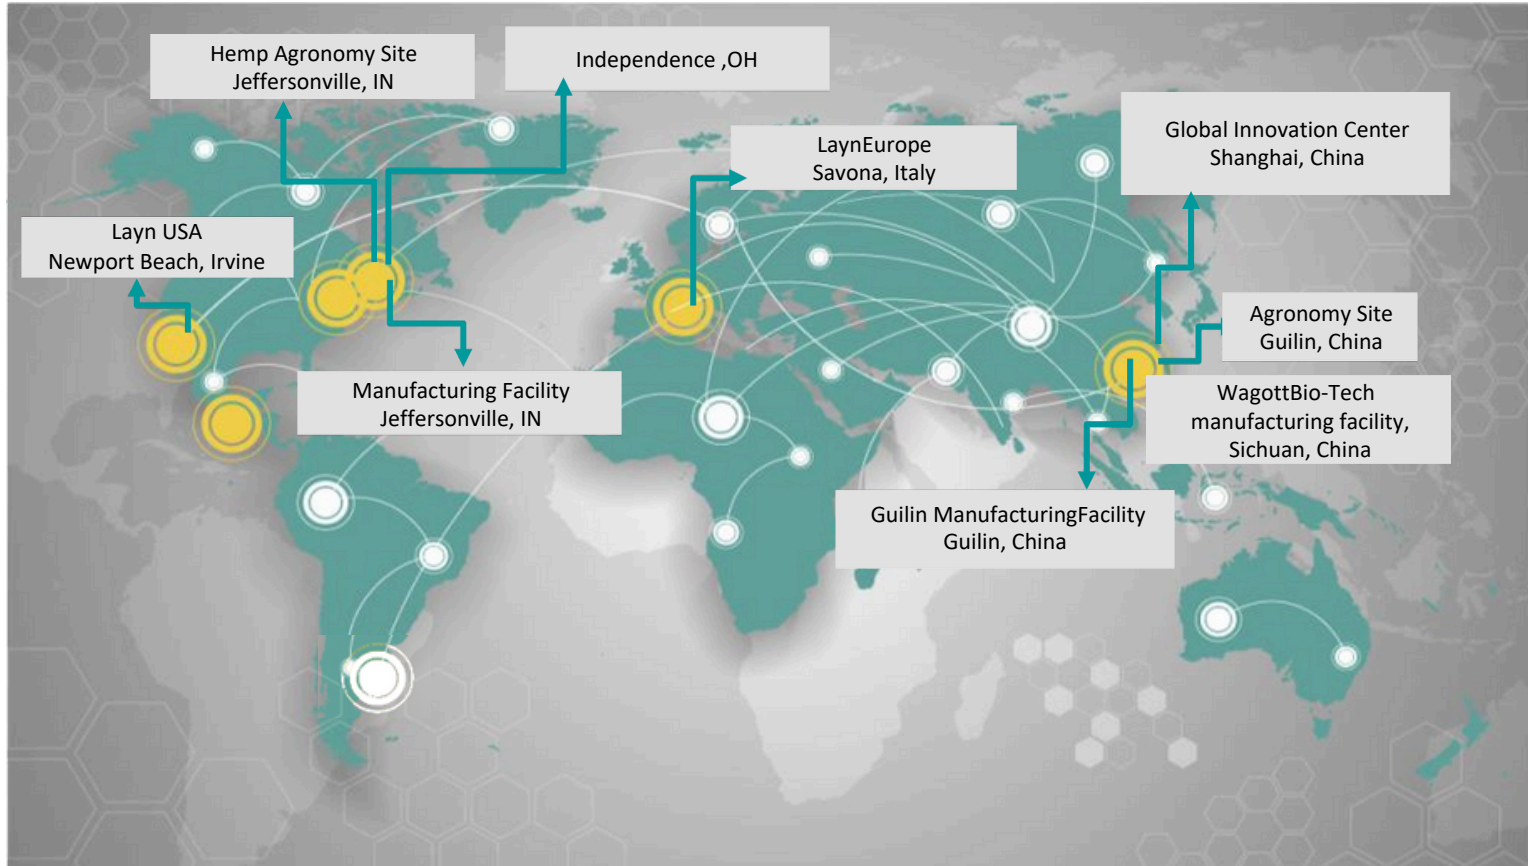 Hemp Agronomy Site
Jeffersonville, IN
Independence ,OH
Global Innovation Center
Shanghai, China
LaynEurope
Savona, Italy
Layn USA
Newport Beach, Irvine
Agronomy Site
Guilin, China
Manufacturing Facility
Jeffersonville, IN
WagottBio-Tech
manufacturing facility,
Sichuan, China
Guilin ManufacturingFacility
Guilin, China